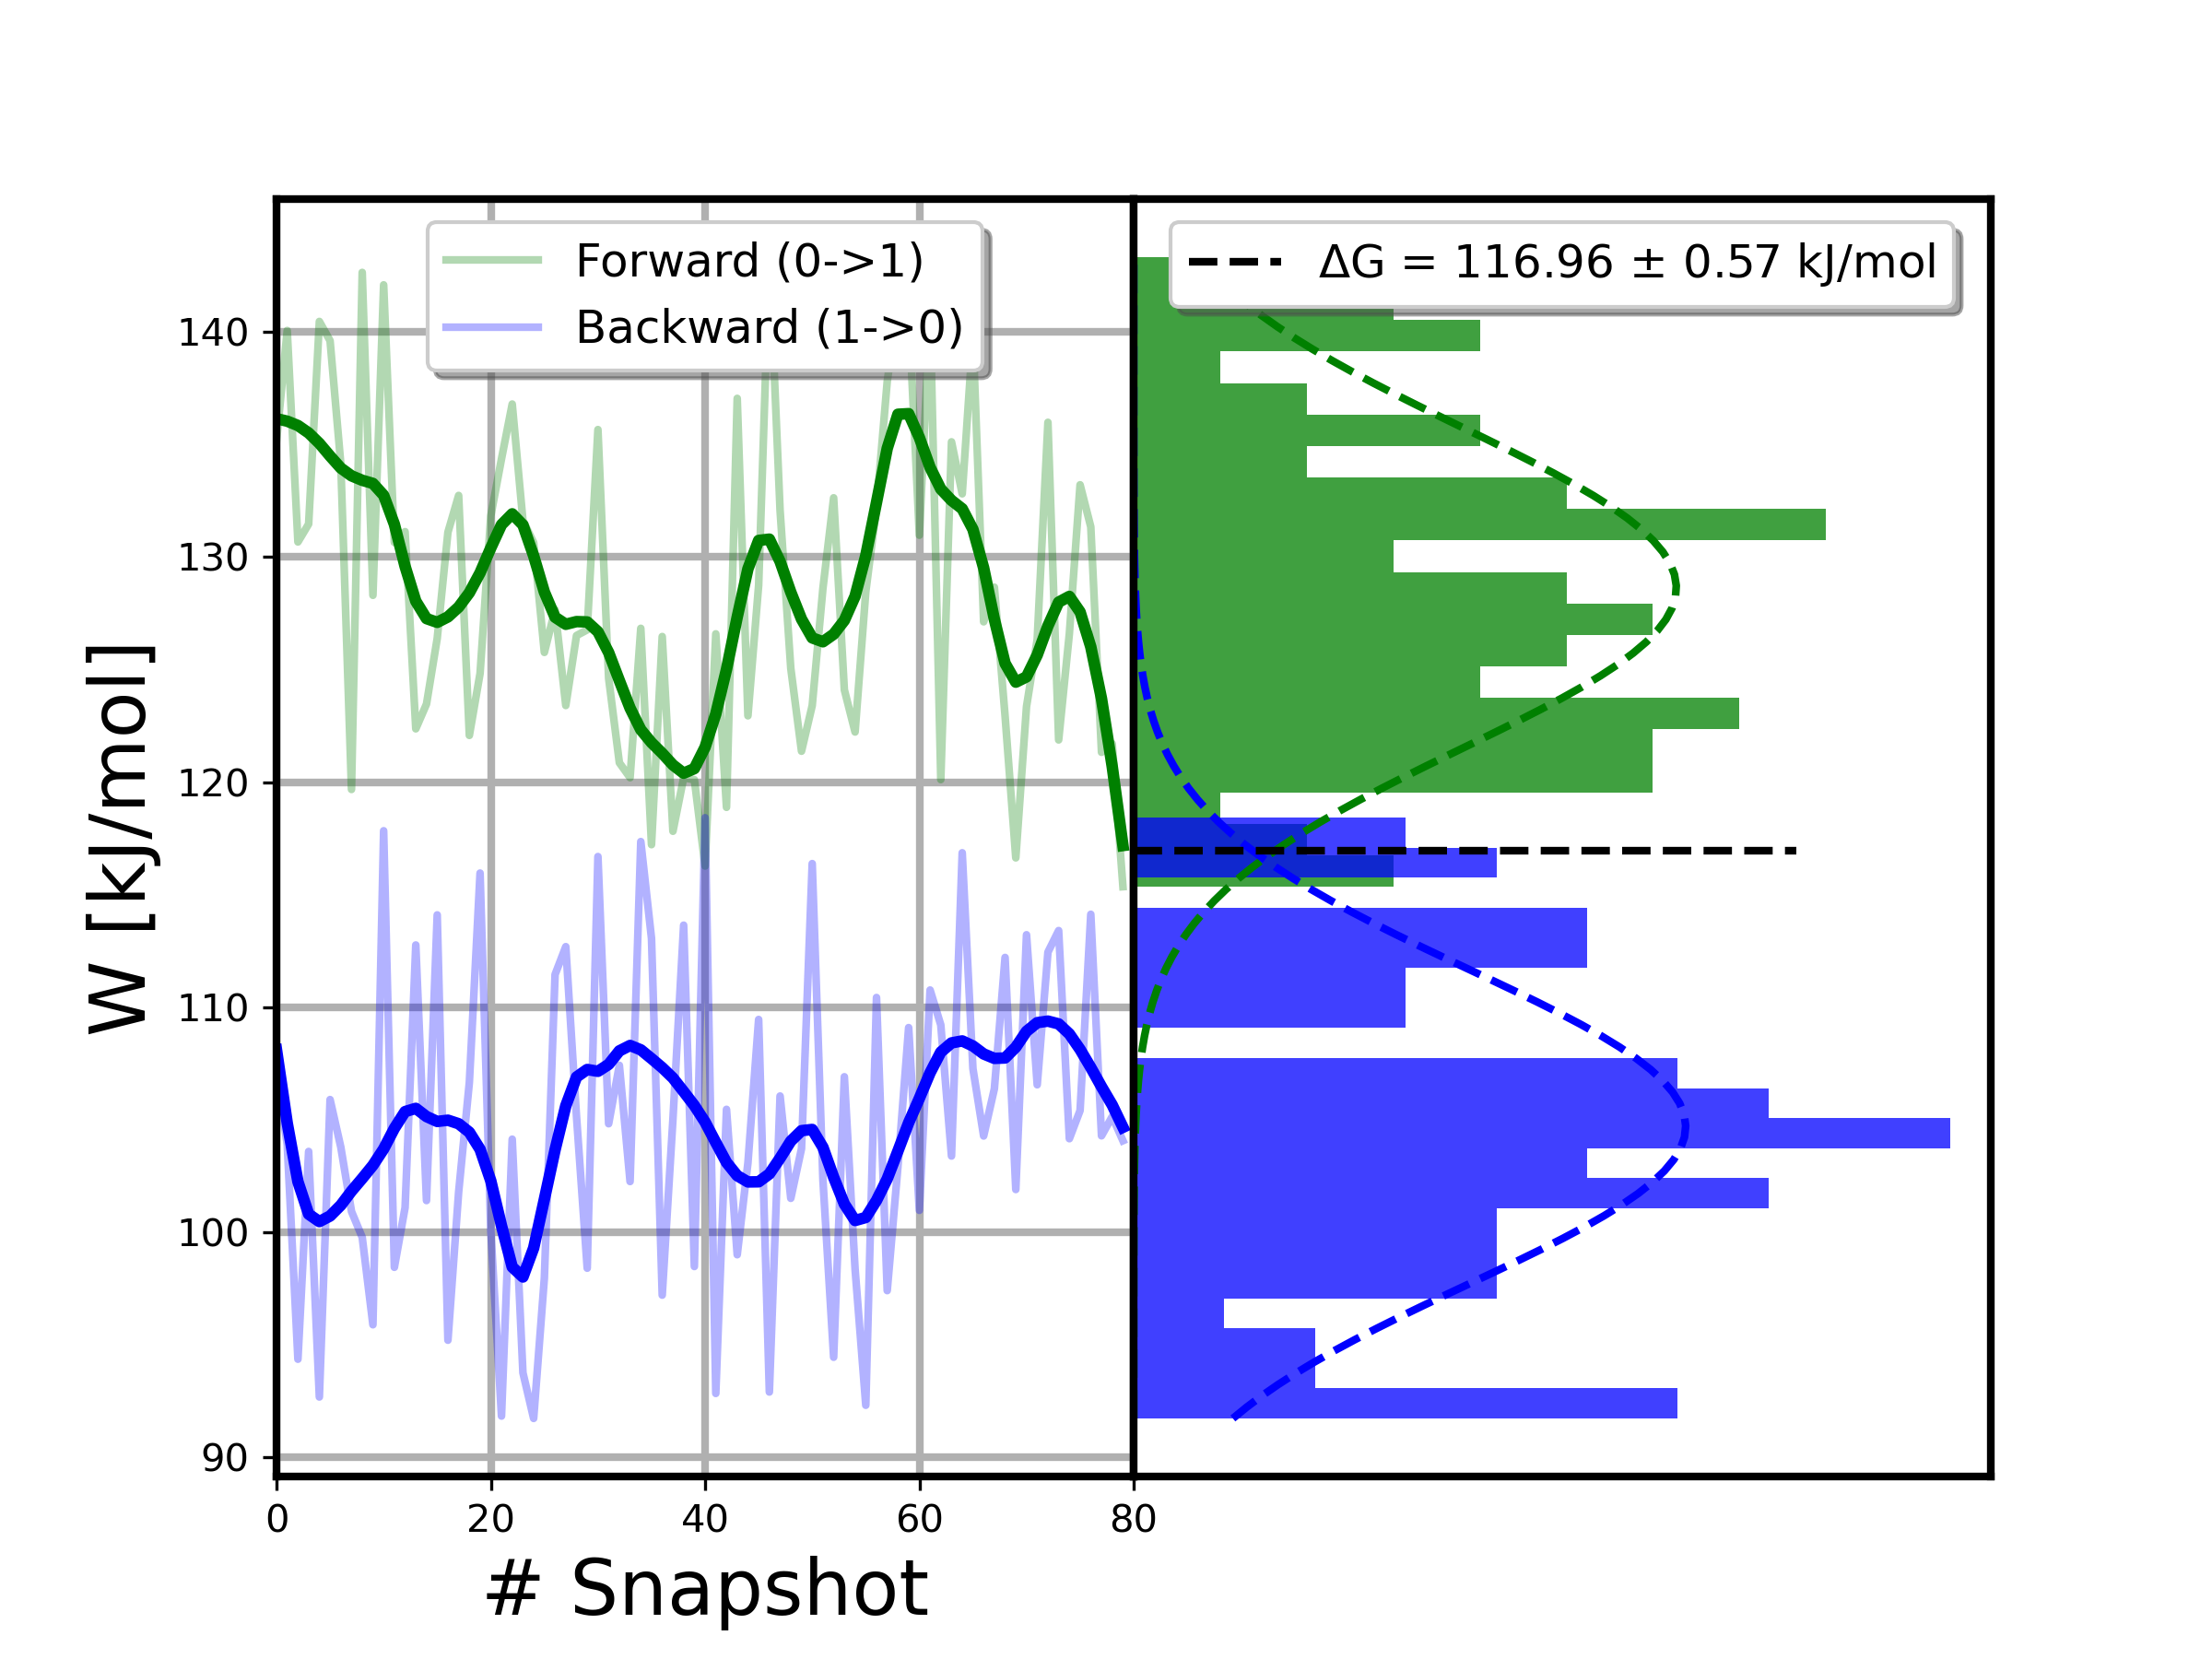 Forward (0->1)
Backward (1->0)
ΔG = 116.96 ± 0.57 kJ/mol
W [kJ/mol]
140
130
120
110
100
90
0 20 40 60 80
# Snapshot